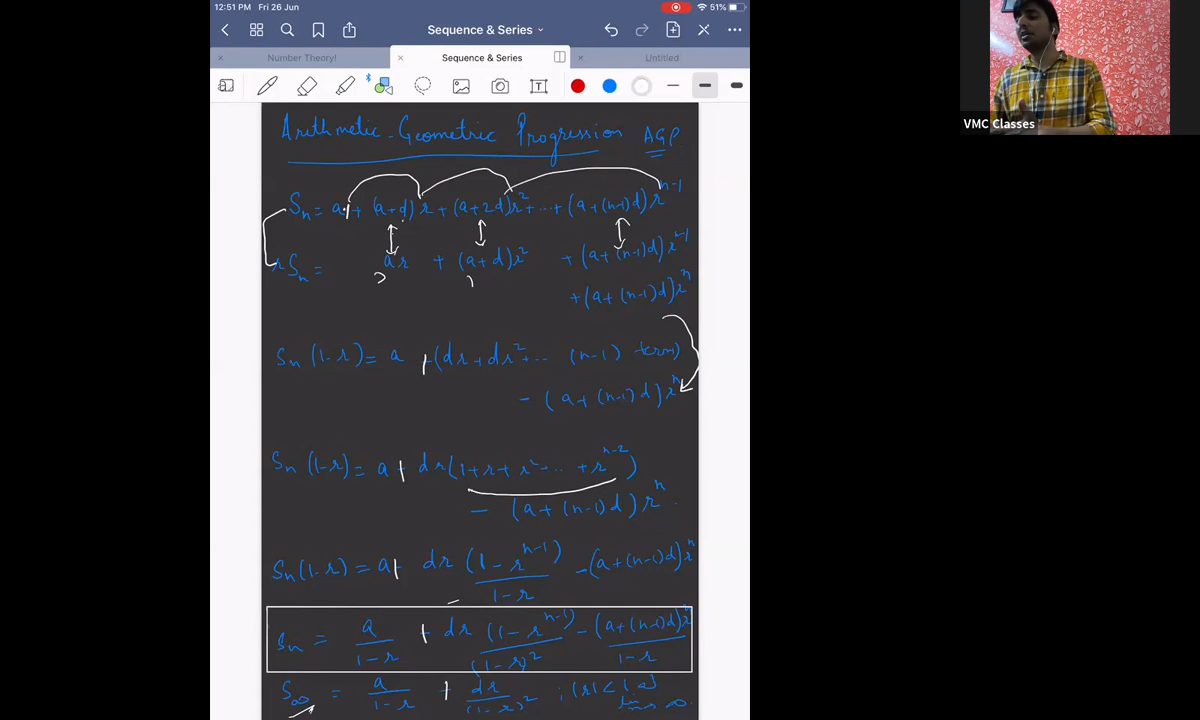 12:51 PM Fri 26 Jun 51%
Sequence & Series
Number Theory! Sequence & Series Untitled
T
VMC Classes
Arithmetic-Geometric Progression AGP
Sn = a·1 + (a+d) r + (a+2d)r² + ... + (a+(n-1)d) r^(n-1)
r Sn = ar + (a+d)r² + (a+(n-1)d) r^(n-1)
+ (a+(n-1)d) r^n
Sn (1-r) = a + (dr + dr² + ... (n-1) term)
- (a+(n-1)d) r^n
Sn (1-r) = a + dr (1+r+r² ... + r^(n-2))
- (a+(n-1)d) r^n
Sn (1-r) = a + dr (1-r^(n-1))/(1-r) - (a+(n-1)d) r^n
Sn = a/(1-r) + dr (1-r^(n-1))/(1-r)² - (a+(n-1)d) r^n/(1-r)
S∞ = a/(1-r) + dr/(1-r)² ; |r| < 1